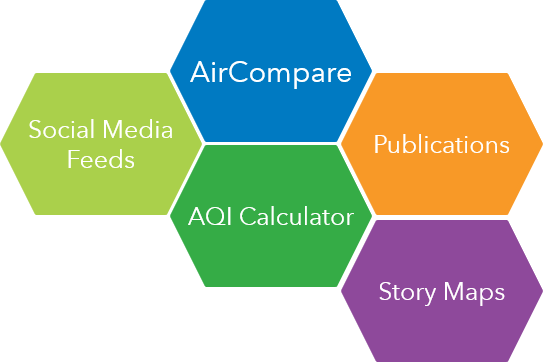 AirCompare
Social Media
Feeds
Publications
AQI Calculator
Story Maps